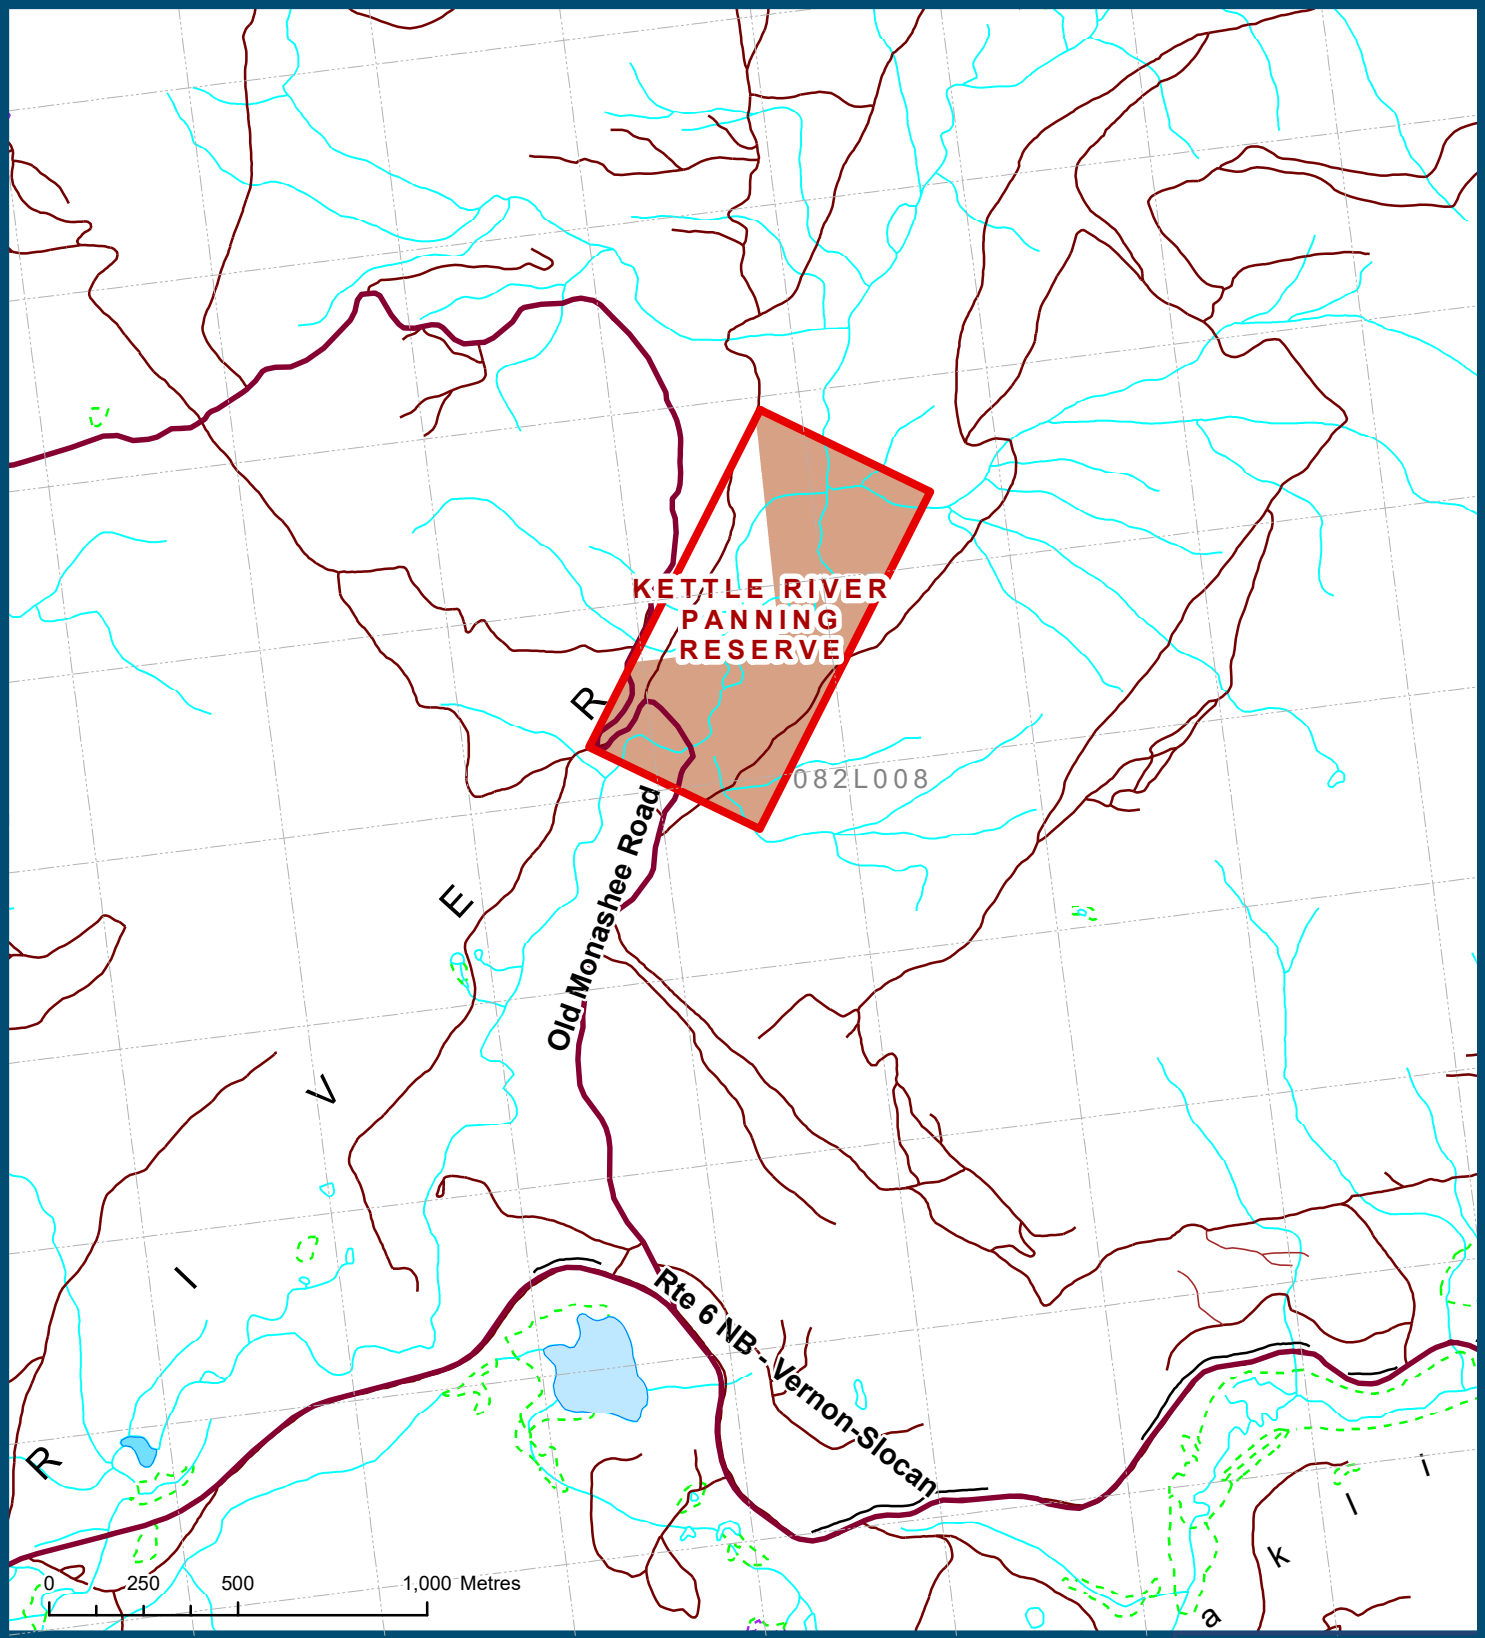 KETTLE RIVER
PANNING
RESERVE
082L008
R
E
V
I
R
Old Monashee Road
Rte 6 NB - Vernon-Slocan
i
l
k
a
0 250 500 1,000 Metres